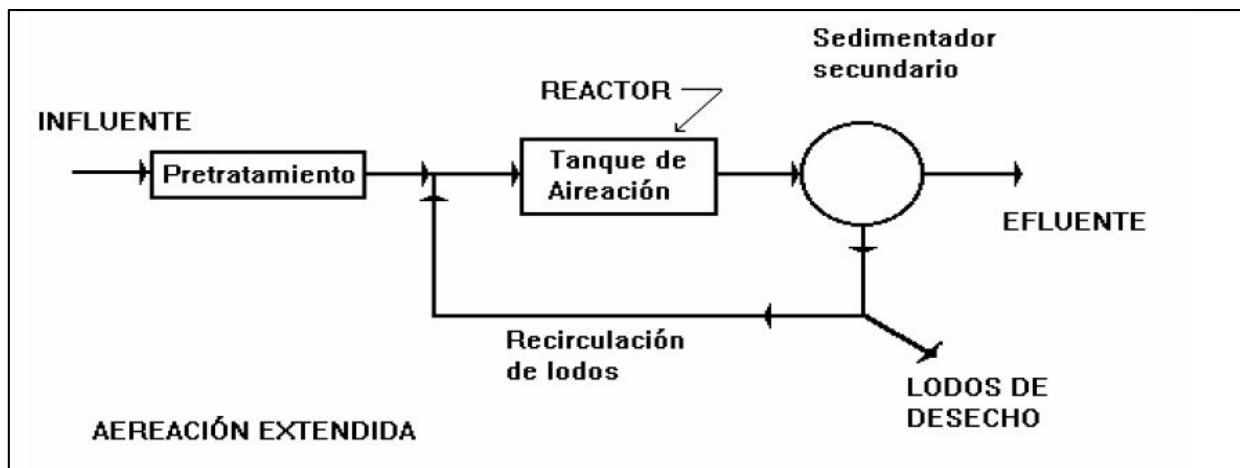 Sedimentador
secundario
REACTOR
INFLUENTE
Pretratamiento
Tanque de
Aireación
EFLUENTE
Recirculación
de lodos
LODOS DE
DESECHO
AEREACIÓN EXTENDIDA